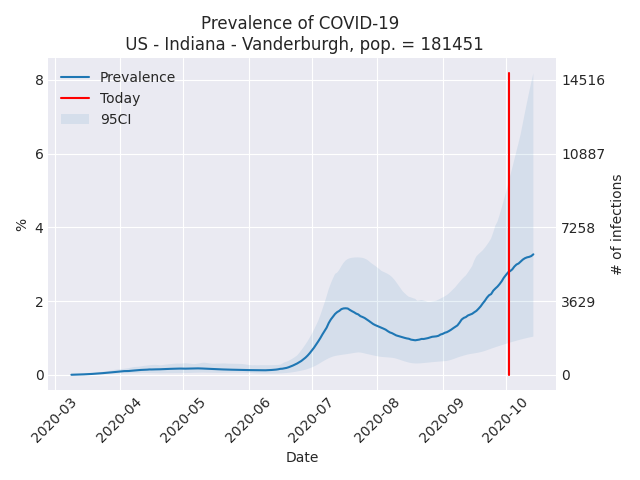 Prevalence of COVID-19
US - Indiana - Vanderburgh, pop. = 181451
Prevalence
Today
95CI
8
6
4
2
0
%
14516
10887
7258
3629
0
# of infections
2020-03
2020-04
2020-05
2020-06
2020-07
2020-08
2020-09
2020-10
Date